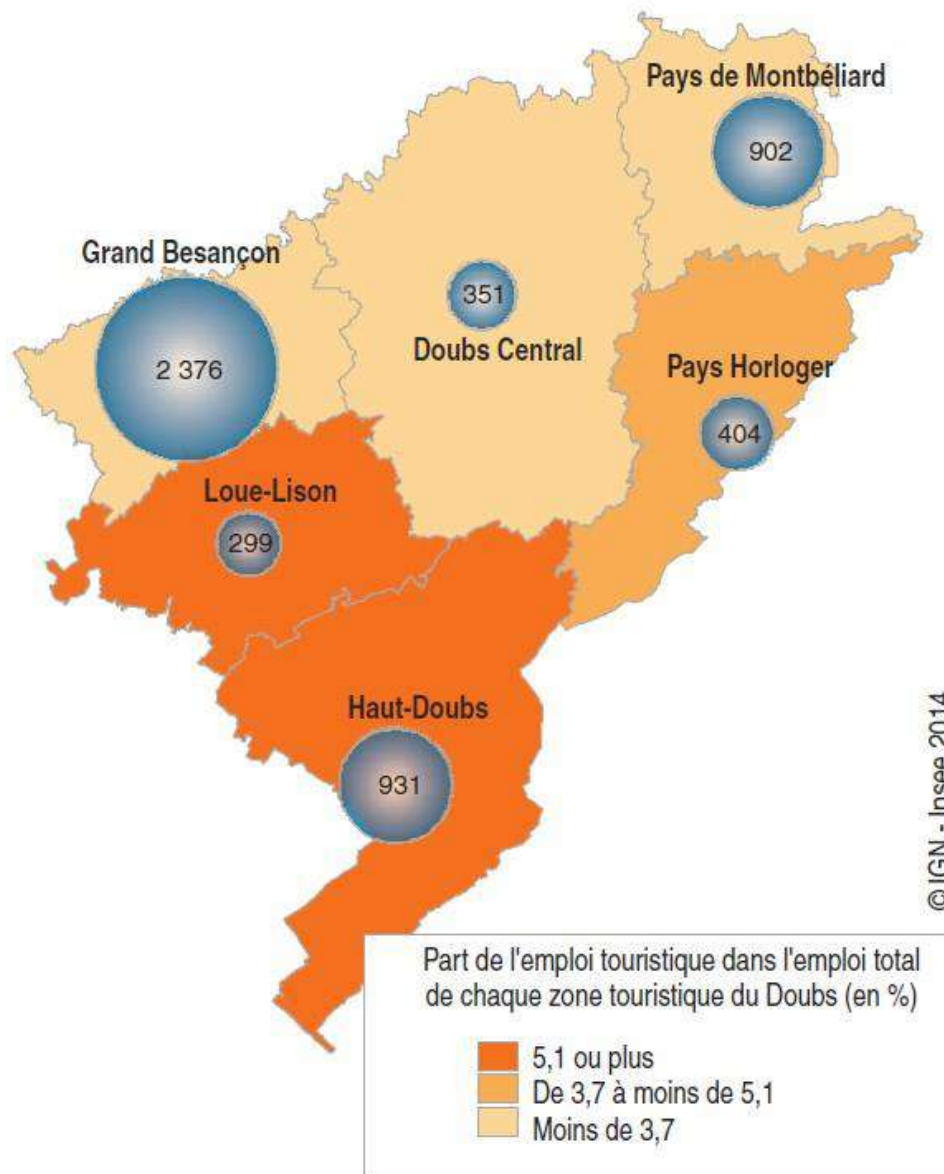 Pays de Montbéliard
902
Grand Besançon
2 376
351
Doubs Central
Pays Horloger
404
Loue-Lison
299
Haut-Doubs
931
© IGN - Insee 2014
Part de l'emploi touristique dans l'emploi total
de chaque zone touristique du Doubs (en %)
5,1 ou plus
De 3,7 à moins de 5,1
Moins de 3,7